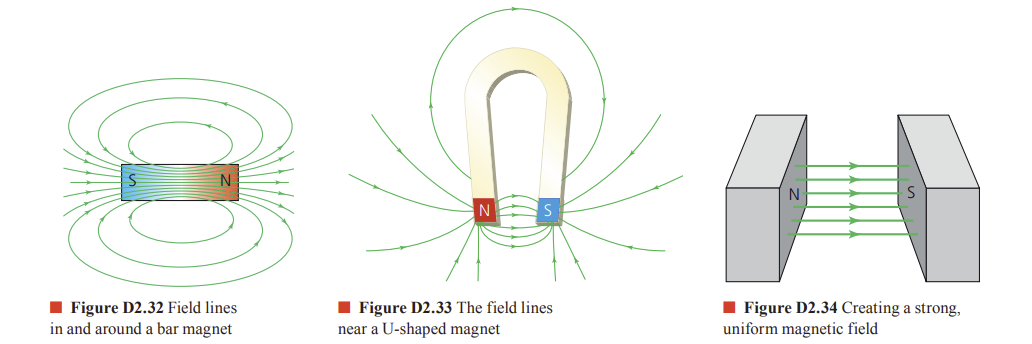 S N
N S
N S
Figure D2.32 Field lines
in and around a bar magnet
Figure D2.33 The field lines
near a U-shaped magnet
Figure D2.34 Creating a strong,
uniform magnetic field